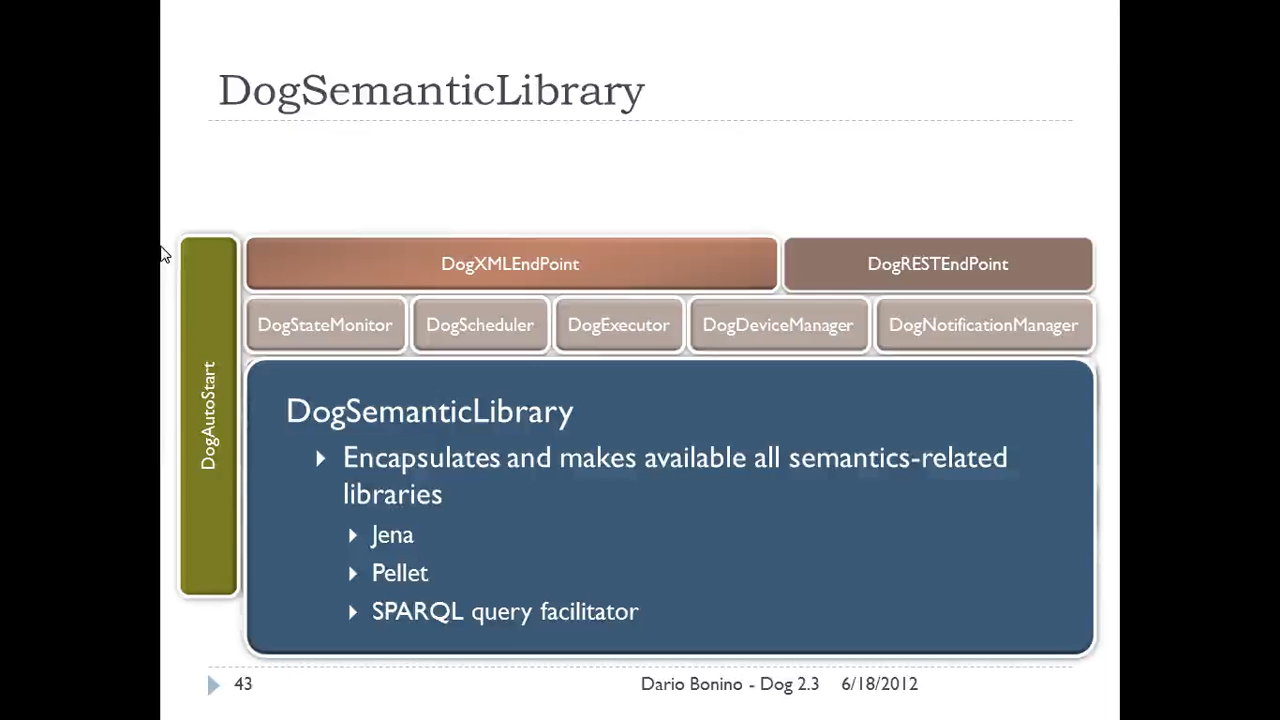 DogSemanticLibrary
DogAutoStart
DogXMLEndPoint
DogRESTEndPoint
DogStateMonitor
DogScheduler
DogExecutor
DogDeviceManager
DogNotificationManager
DogSemanticLibrary
Encapsulates and makes available all semantics-related
libraries
Jena
Pellet
SPARQL query facilitator
43
Dario Bonino - Dog 2.3
6/18/2012